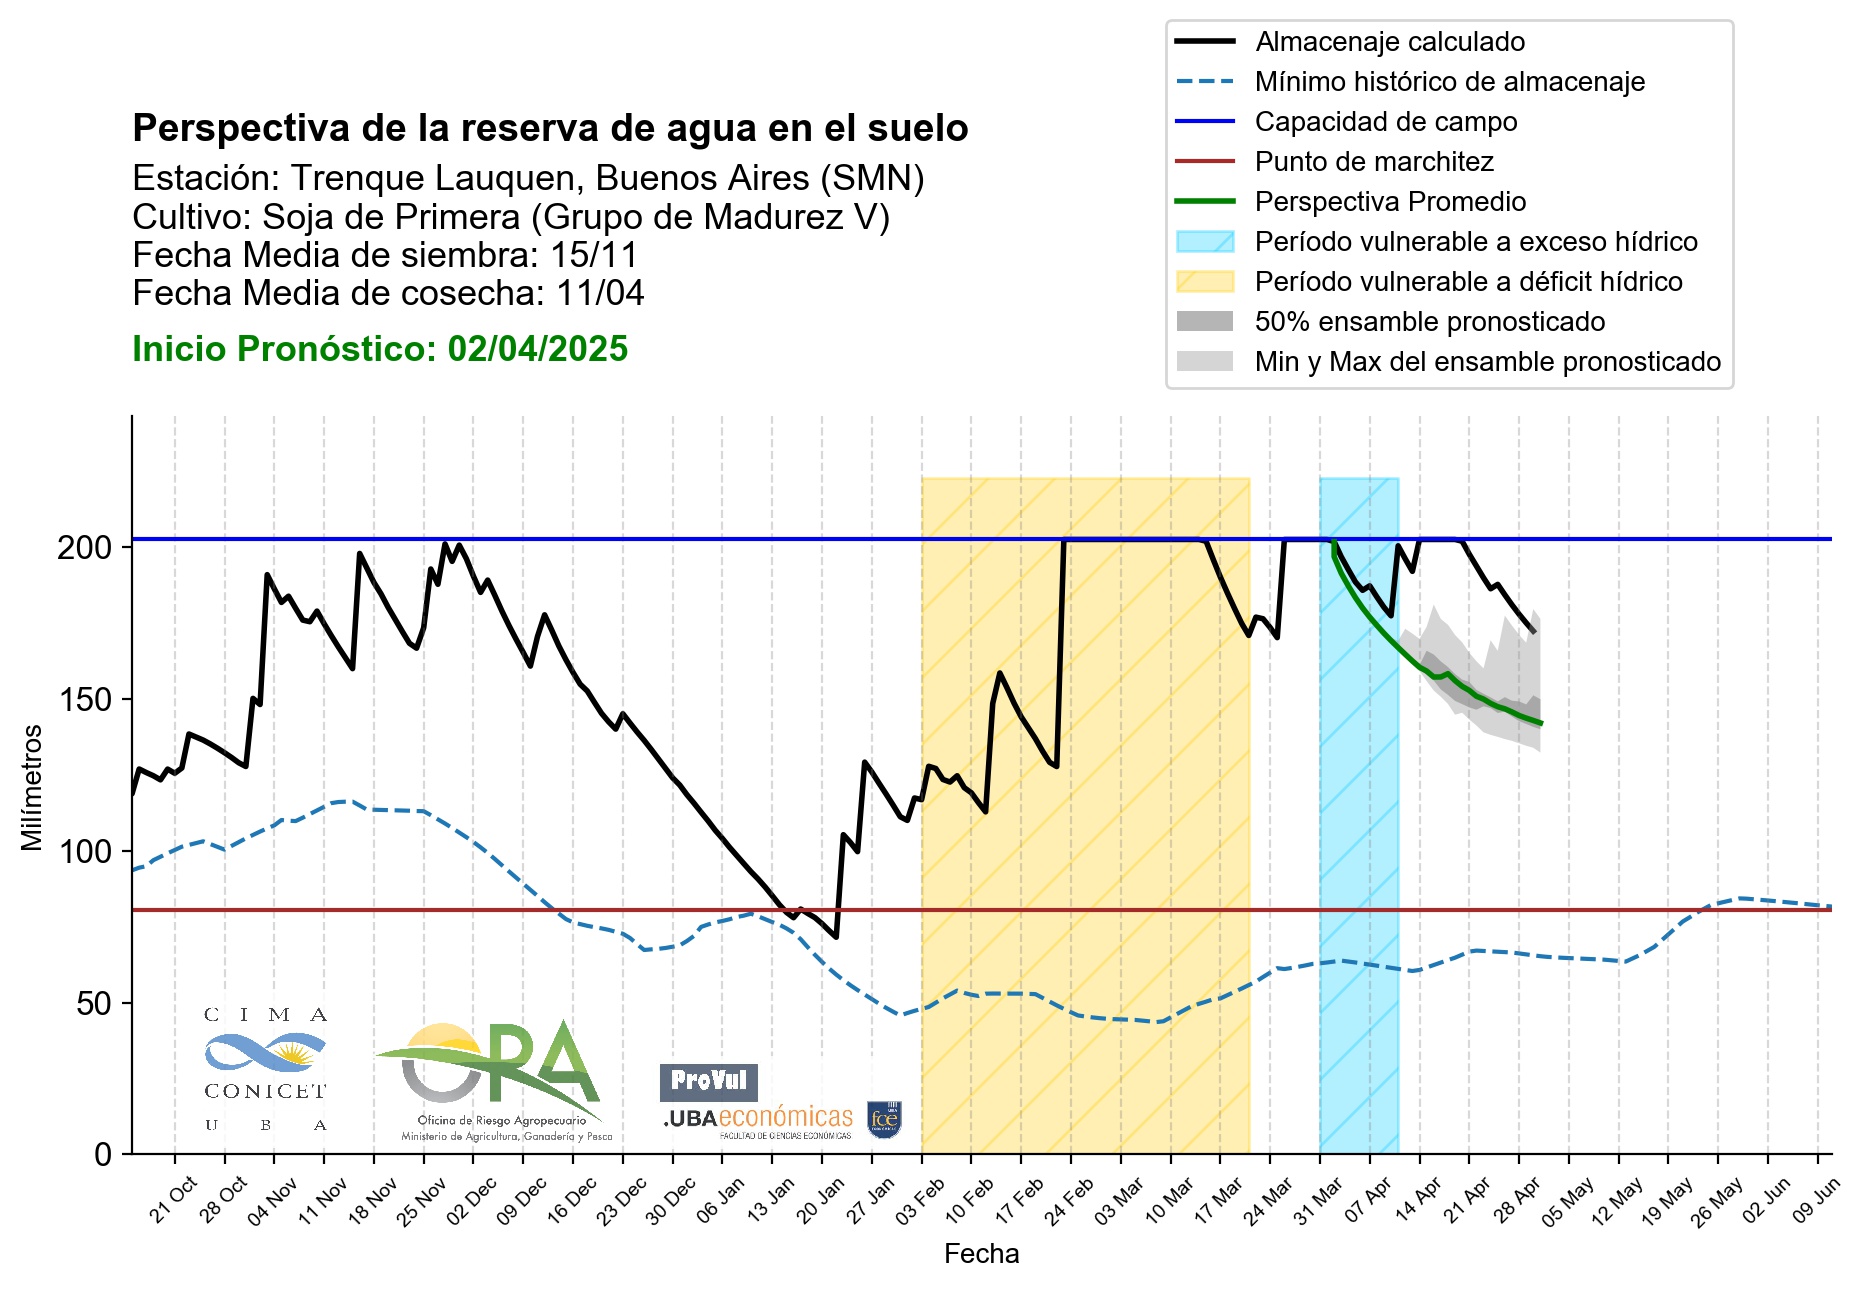 Almacenaje calculado
Mínimo histórico de almacenaje
Capacidad de campo
Punto de marchitez
Perspectiva Promedio
Período vulnerable a exceso hídrico
Período vulnerable a déficit hídrico
50% ensamble pronosticado
Min y Max del ensamble pronosticado
Perspectiva de la reserva de agua en el suelo
Estación: Trenque Lauquen, Buenos Aires (SMN)
Cultivo: Soja de Primera (Grupo de Madurez V)
Fecha Media de siembra: 15/11
Fecha Media de cosecha: 11/04
Inicio Pronóstico: 02/04/2025
200
150
100
50
0
Milímetros
CIMA
CONICET
UBA
ORA
Oficina de Riesgo Agropecuario
Ministerio de Agricultura, Ganadería y Pesca
ProVul
.UBAeconómicas
FACULTAD DE CIENCIAS ECONÓMICAS
UBA
fce
ECONÓMICAS
21 Oct
28 Oct
04 Nov
11 Nov
18 Nov
25 Nov
02 Dec
09 Dec
16 Dec
23 Dec
30 Dec
06 Jan
13 Jan
20 Jan
27 Jan
03 Feb
10 Feb
17 Feb
24 Feb
03 Mar
10 Mar
17 Mar
24 Mar
31 Mar
07 Apr
14 Apr
21 Apr
28 Apr
05 May
12 May
19 May
26 May
02 Jun
09 Jun
Fecha